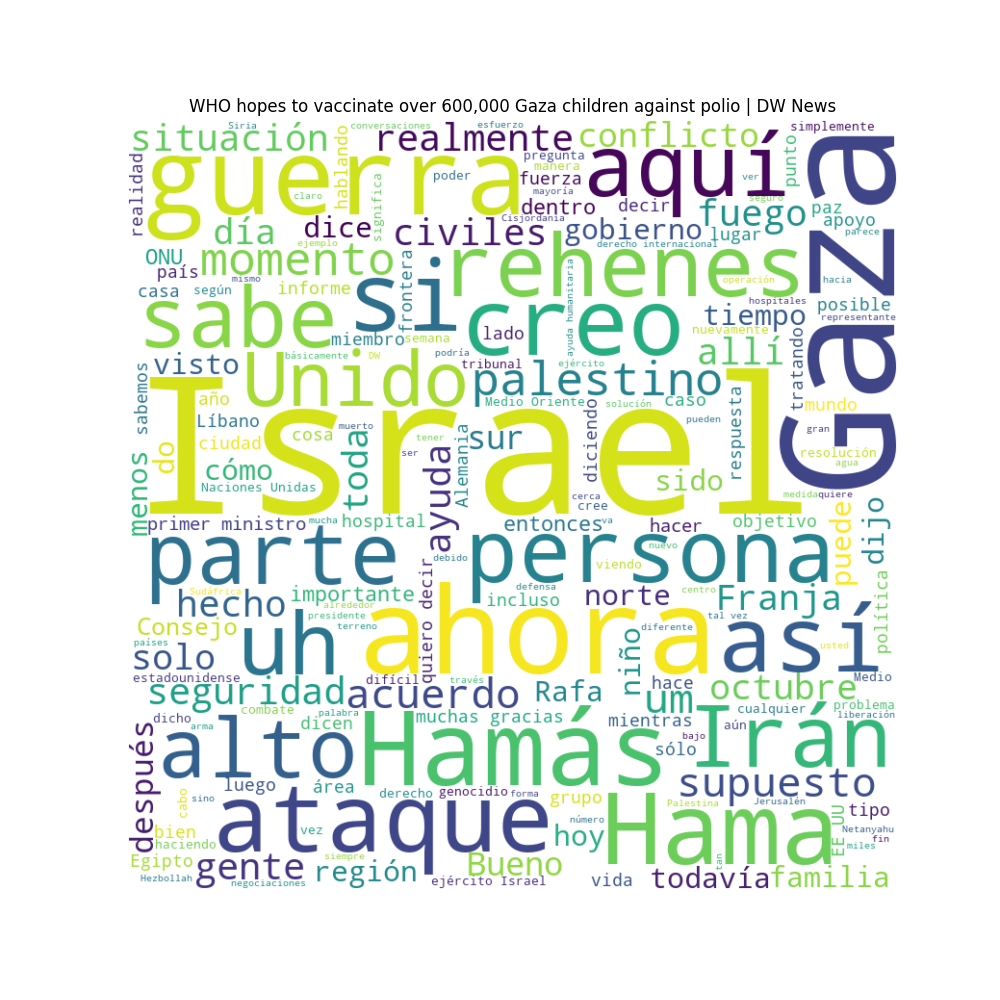 WHO hopes to vaccinate over 600,000 Gaza children against polio | DW News
Siria
conversaciones
esfuerzo
simplemente
situación
realmente
conflicto
realidad
guerra
hablando
claro
significa
poder
pregunta
manera
fuerza
mayoría
aquí
ver
seguro
punto
Gaza
dentro
decir
Cisjordania
fuego
paz
apoyo
parece
día
dice
ejemplo
civiles
gobierno
lugar
derecho internacional
ONU
país
momento
mismo
frontera
rehenes
ayuda humanitaria
operación
hacia
casa
según
informe
hospitales
posible
representante
sabe
si
creo
tiempo
nuevamente
miembro
semana
lado
allí
tratando
visto
básicamente
DW
podría
tribunal
ejército
sabemos
Unido
palestino
Medio Oriente
solución
caso
pueden
mundo
año
Israel
Líbano
ciudad
cosa
muerto
toda
tener
ser
Alemania
sur
diciendo
respuesta
gran
resolución
agua
do
menos
cómo
Naciones Unidas
ayuda
sido
cerca
cree
medida
quiere
primer ministro
mucha
hospital
entonces
va
hacer
objetivo
puede
dijo
parte
debido
persona
nuevo
viendo
Sudáfrica
hecho
importante
alrededor
presidente
terreno
quiero decir
defensa
incluso
norte
centro
Franja
política
Consejo
países
solo
uh
ahora
diferente
tal vez
así
usted
estadounidense
difícil
través
niño
hace
Medio
seguridad
acuerdo
Rafa
um
octubre
problema
combate
palabra
dicen
muchas gracias
mientras
cualquier
liberación
dicho
arma
aún
bajo
sólo
después
alto
Hamás
Irán
luego
área
derecho
genocidio
forma
supuesto
cabo
sino
ataque
grupo
Palestina
Jerusalén
tipo
número
Hama
EE UU
Netanyahu
fin
miles
bien
haciendo
vez
hoy
Egipto
siempre
Bueno
tan
Hezbollah
gente
negociaciones
región
ejército Israel
vida
todavía
familia